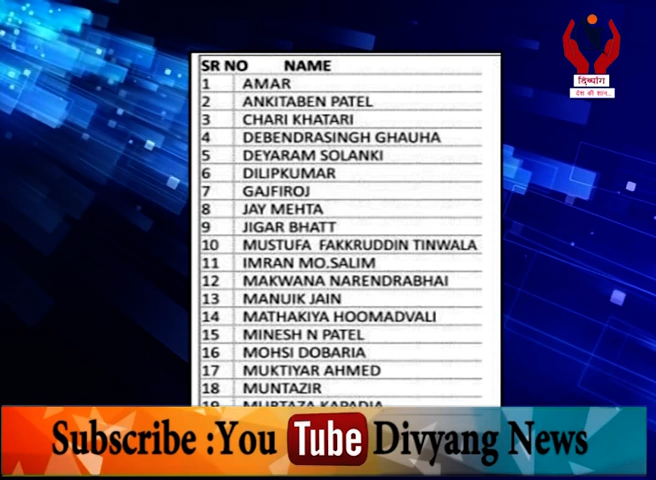 दिव्यांग
देश की शान..
SR NO NAME
1 AMAR
2 ANKITABEN PATEL
3 CHARI KHATARI
4 DEBENDRASINGH GHAUHA
5 DEYARAM SOLANKI
6 DILIPKUMAR
7 GAJFIROJ
8 JAY MEHTA
9 JIGAR BHATT
10 MUSTUFA FAKKRUDDIN TINWALA
11 IMRAN MO.SALIM
12 MAKWANA NARENDRABHAI
13 MANUIK JAIN
14 MATHAKIYA HOOMADVALI
15 MINESH N PATEL
16 MOHSI DOBARIA
17 MUKTIYAR AHMED
18 MUNTAZIR
19 MURTAZA KAPADIA
Subscribe :You Tube Divyang News